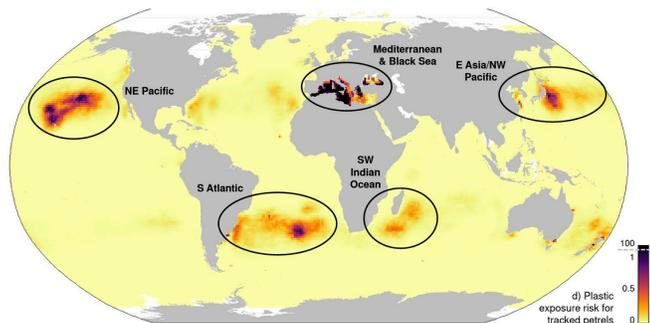 Mediterranean
& Black Sea
E Asia/NW
Pacific
NE Pacific
SW
Indian
Ocean
S Atlantic
100
1
0.5
0
d) Plastic
exposure risk for
tracked petrels